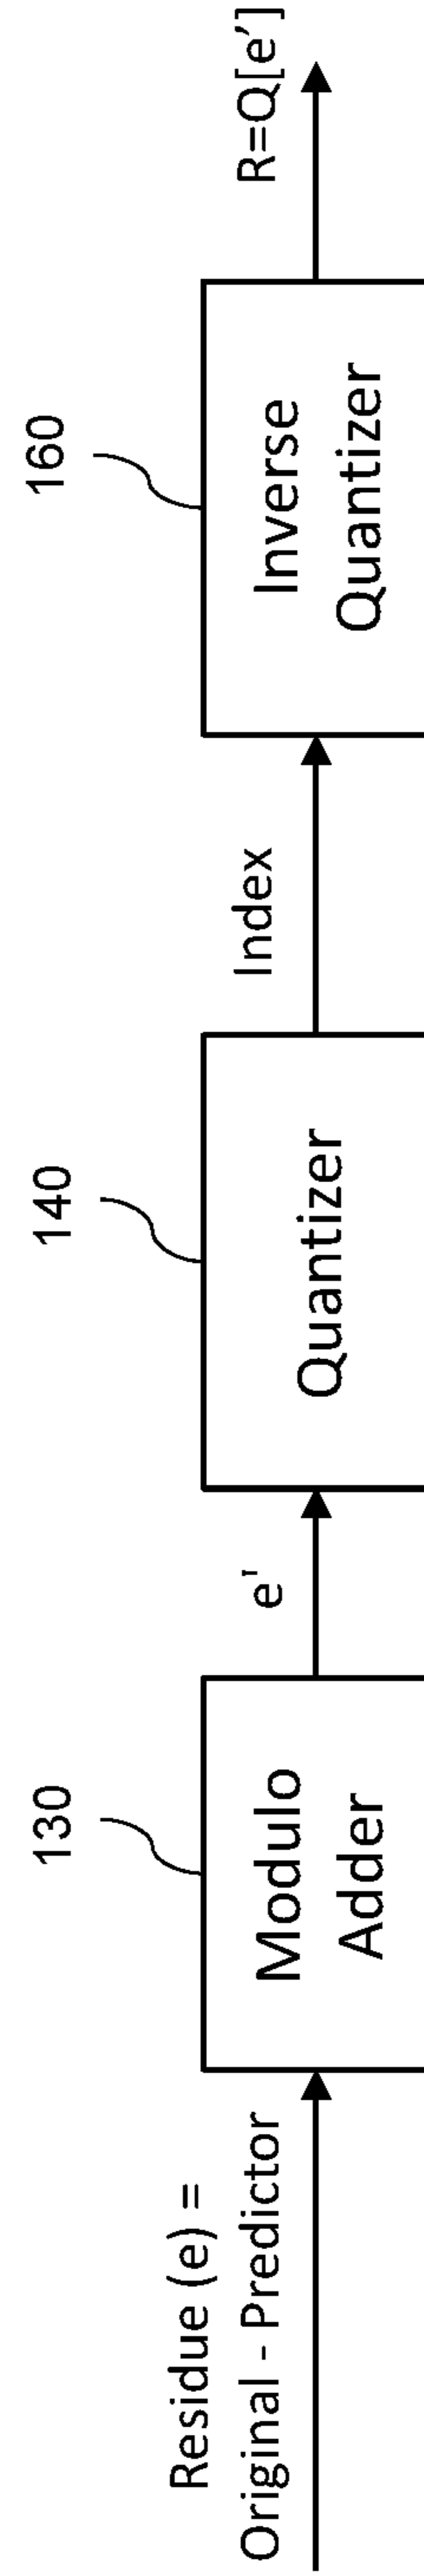 130
140
160
Residue (e) =
Original - Predictor
Modulo
Adder
e'
Quantizer
Index
Inverse
Quantizer
R=Q[e’]